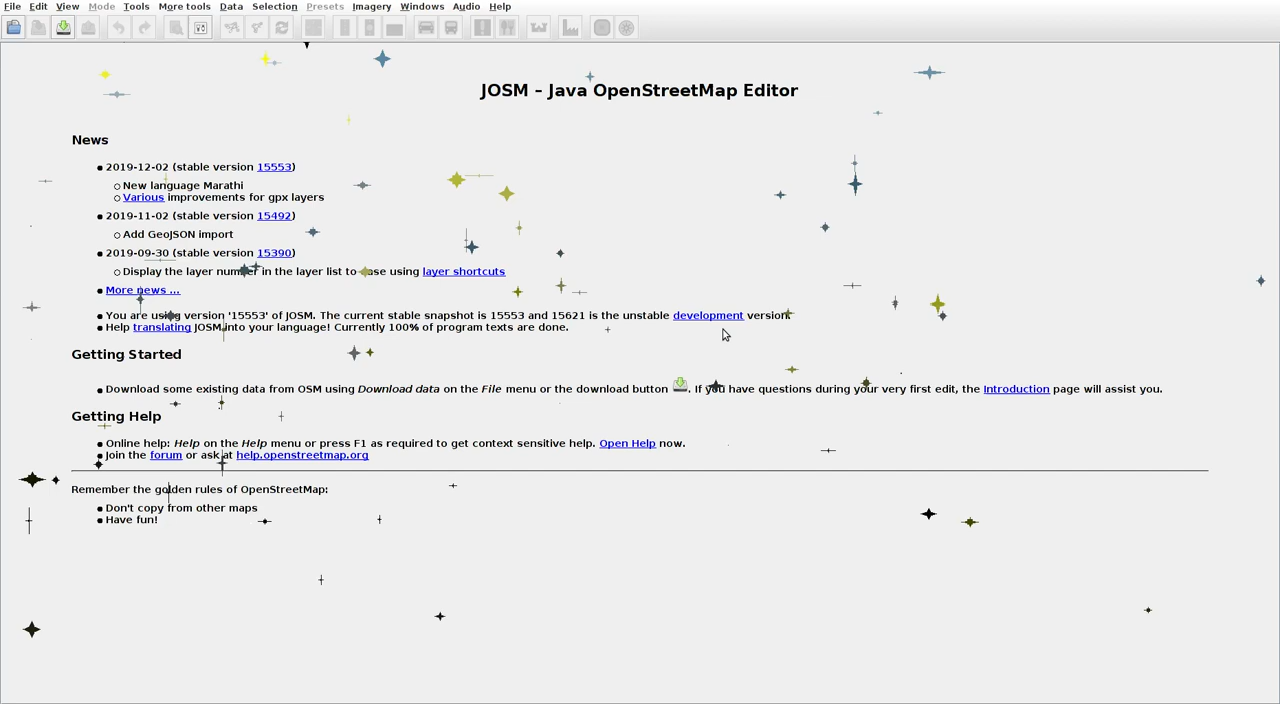 File Edit View Mode Tools More tools Data Selection Presets Imagery Windows Audio Help
JOSM – Java OpenStreetMap Editor
News
2019-12-02 (stable version 15553)
New language Marathi
Various improvements for gpx layers
2019-11-02 (stable version 15492)
Add GeoJSON import
2019-09-30 (stable version 15390)
Display the layer number in the layer list to ease using layer shortcuts
More news ...
You are using version '15553' of JOSM. The current stable snapshot is 15553 and 15621 is the unstable development version.
Help translating JOSM into your language! Currently 100% of program texts are done.
Getting Started
Download some existing data from OSM using Download data on the File menu or the download button . If you have questions during your very first edit, the Introduction page will assist you.
Getting Help
Online help: Help on the Help menu or press F1 as required to get context sensitive help. Open Help now.
Join the forum or ask at help.openstreetmap.org
Remember the golden rules of OpenStreetMap:
Don't copy from other maps
Have fun!